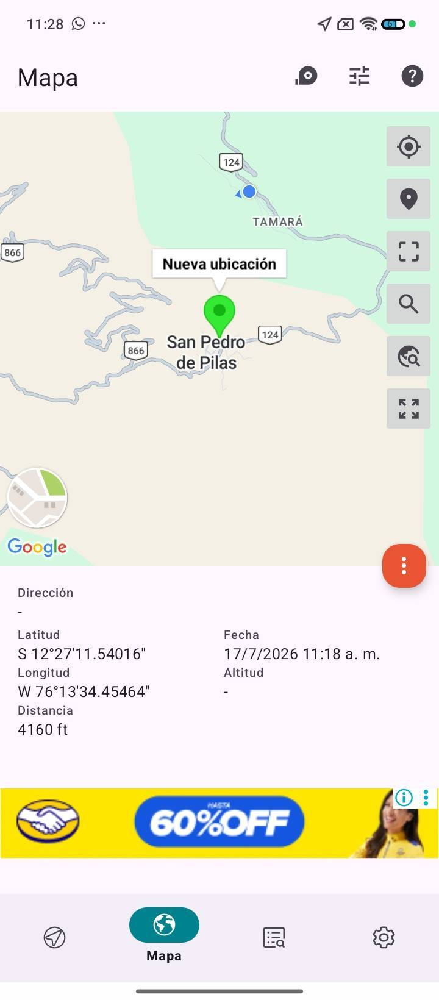 11:28
61
Mapa
124
TAMARÁ
866
Nueva ubicación
124
San Pedro
de Pilas
866
Google
Dirección
-
Latitud
Fecha
S 12°27'11.54016"
17/7/2026 11:18 a. m.
Longitud
Altitud
W 76°13'34.45464"
-
Distancia
4160 ft
HASTA
60%OFF
Mapa